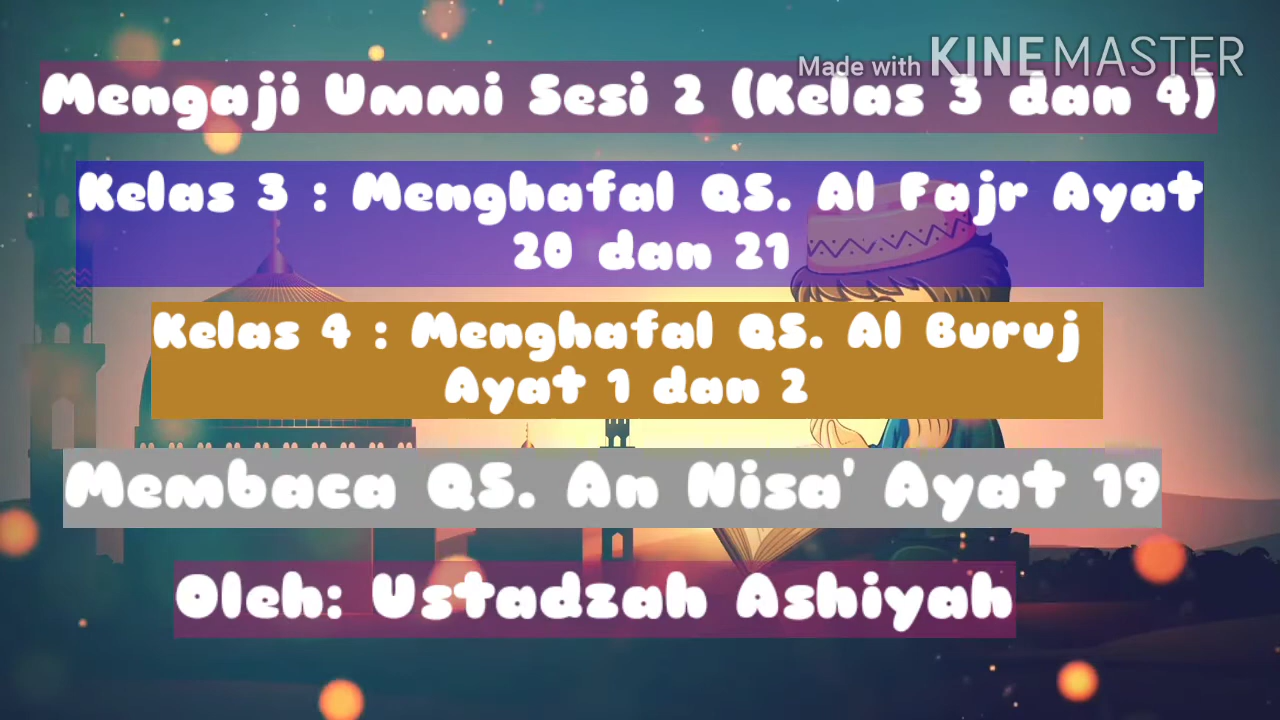 Made with KINEMASTER
Mengaji Ummi Sesi 2 (Kelas 3 dan 4)
Kelas 3 : Menghafal QS. Al Fajr Ayat
20 dan 21
Kelas 4 : Menghafal QS. Al Buruj
Ayat 1 dan 2
Membaca QS. An Nisa' Ayat 19
Oleh: Ustadzah Ashiyah